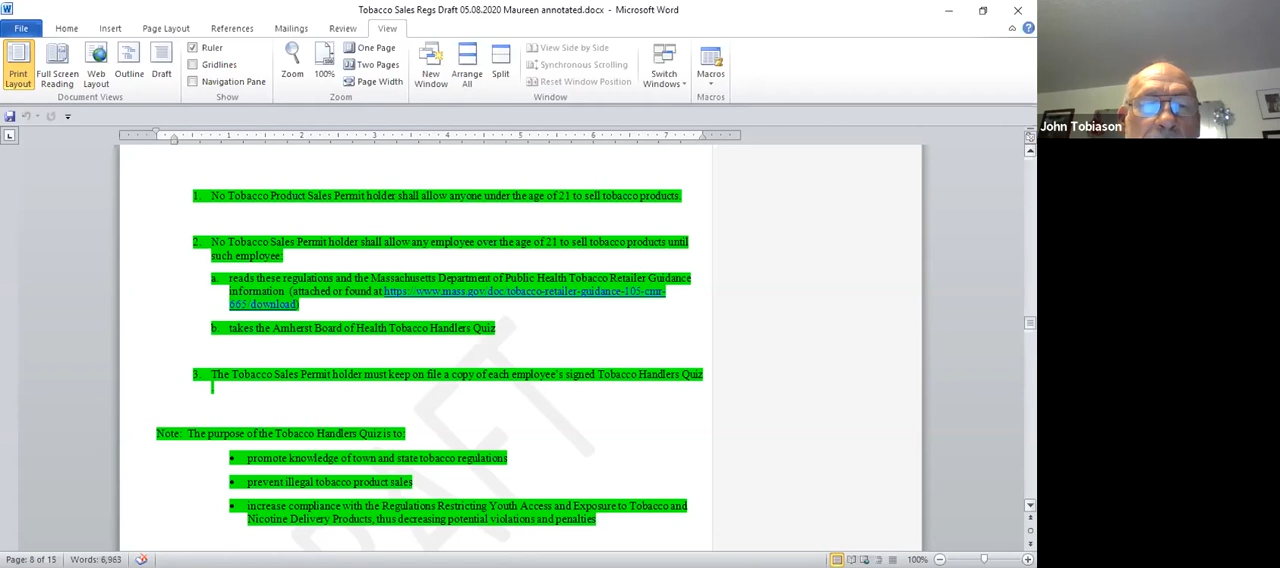 Tobacco Sales Regs Draft 05.08.2020 Maureen annotated.docx - Microsoft Word
File Home Insert Page Layout References Mailings Review View
Print Layout
Full Screen Reading
Web Layout
Outline
Draft
Document Views
Ruler
Gridlines
Navigation Pane
Show
Zoom
100%
One Page
Two Pages
Page Width
Zoom
New Window
Arrange All
Split
View Side by Side
Synchronous Scrolling
Reset Window Position
Window
Switch Windows
Macros
Macros
John Tobiason
1 2 3 4 5 6 7
1. No Tobacco Product Sales Permit holder shall allow anyone under the age of 21 to sell tobacco products.
2. No Tobacco Sales Permit holder shall allow any employee over the age of 21 to sell tobacco products until
such employee:
a. reads these regulations and the Massachusetts Department of Public Health Tobacco Retailer Guidance
information (attached or found at https://www.mass.gov/doc/tobacco-retailer-guidance-105-cmr-
665/download)
b. takes the Amherst Board of Health Tobacco Handlers Quiz
3. The Tobacco Sales Permit holder must keep on file a copy of each employee's signed Tobacco Handlers Quiz
.
Note: The purpose of the Tobacco Handlers Quiz is to:
• promote knowledge of town and state tobacco regulations
• prevent illegal tobacco product sales
• increase compliance with the Regulations Restricting Youth Access and Exposure to Tobacco and
Nicotine Delivery Products, thus decreasing potential violations and penalties
DRAFT
Page: 8 of 15 Words: 6,963 100%